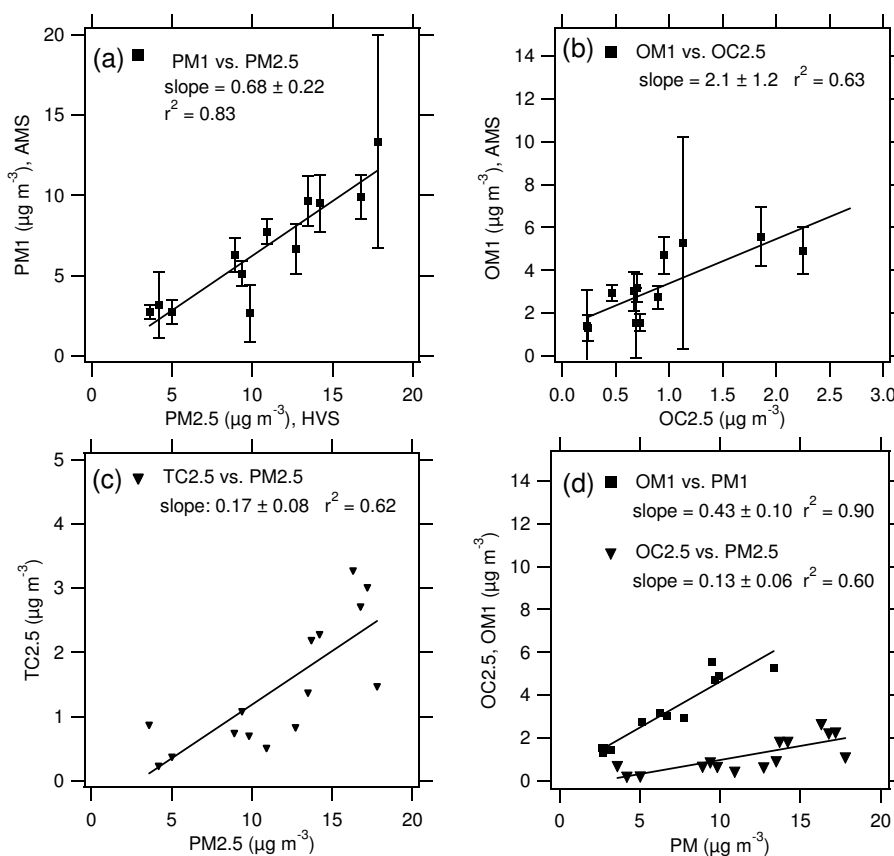 (a) ■ PM1 vs. PM2.5
slope = 0.68 ± 0.22
r² = 0.83
PM1 (µg m⁻³), AMS
20
15
10
5
0
0 5 10 15 20
PM2.5 (µg m⁻³), HVS
(b) ■ OM1 vs. OC2.5
slope = 2.1 ± 1.2 r² = 0.63
OM1 (µg m⁻³), AMS
14
12
10
8
6
4
2
0
0.0 0.5 1.0 1.5 2.0 2.5 3.0
OC2.5 (µg m⁻³)
(c) ▼ TC2.5 vs. PM2.5
slope: 0.17 ± 0.08 r² = 0.62
TC2.5 (µg m⁻³)
5
4
3
2
1
0
0 5 10 15 20
PM2.5 (µg m⁻³)
(d) ■ OM1 vs. PM1
slope = 0.43 ± 0.10 r² = 0.90
▼ OC2.5 vs. PM2.5
slope = 0.13 ± 0.06 r² = 0.60
OC2.5, OM1 (µg m⁻³)
14
12
10
8
6
4
2
0
0 5 10 15 20
PM (µg m⁻³)